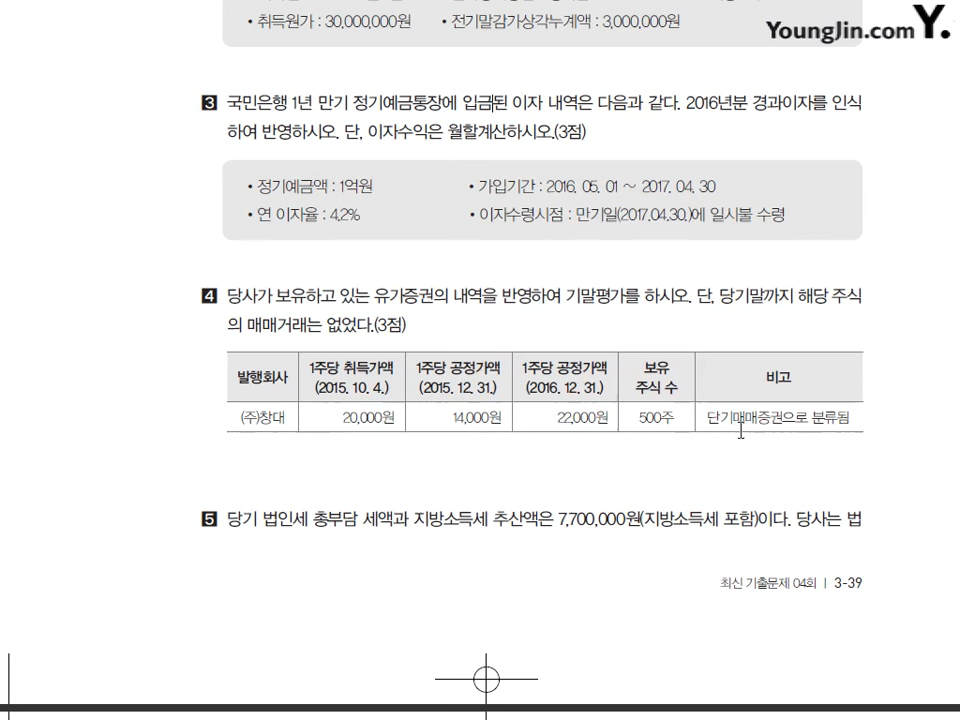 • 취득원가 : 30,000,000원 • 전기말감가상각누계액 : 3,000,000원
YoungJin.com Y.
3 국민은행 1년 만기 정기예금통장에 입금된 이자 내역은 다음과 같다. 2016년분 경과이자를 인식
하여 반영하시오. 단, 이자수익은 월할계산하시오.(3점)
• 정기예금액 : 1억원 • 가입기간 : 2016. 05. 01 ~ 2017. 04. 30
• 연 이자율 : 4.2% • 이자수령시점 : 만기일(2017.04.30.)에 일시불 수령
4 당사가 보유하고 있는 유가증권의 내역을 반영하여 기말평가를 하시오. 단, 당기말까지 해당 주식
의 매매거래는 없었다.(3점)
발행회사 1주당 취득가액 1주당 공정가액 1주당 공정가액 보유 비고
(2015. 10. 4.) (2015. 12. 31.) (2016. 12. 31.) 주식 수
(주)창대 20,000원 14,000원 22,000원 500주 단기매매증권으로 분류됨
5 당기 법인세 총부담 세액과 지방소득세 추산액은 7,700,000원(지방소득세 포함)이다. 당사는 법
최신 기출문제 04회 | 3-39